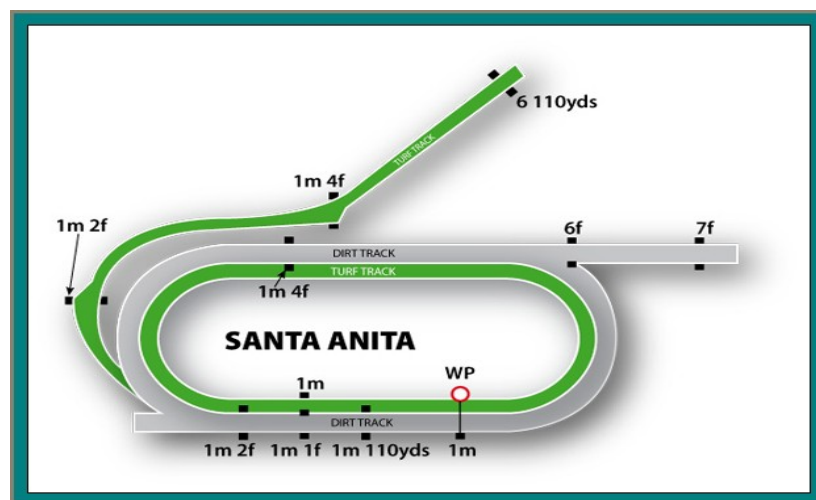 6 110yds
TURF TRACK
1m 4f
1m 2f
6f
7f
DIRT TRACK
TURF TRACK
1m 4f
SANTA ANITA
WP
1m
DIRT TRACK
1m 2f
1m 1f
1m 110yds
1m